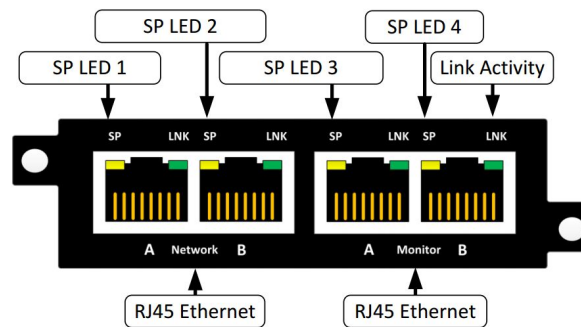 SP LED 2
SP LED 4
SP LED 1
SP LED 3
Link Activity
SP LNK SP LNK SP LNK SP LNK
A Network B A Monitor B
RJ45 Ethernet
RJ45 Ethernet